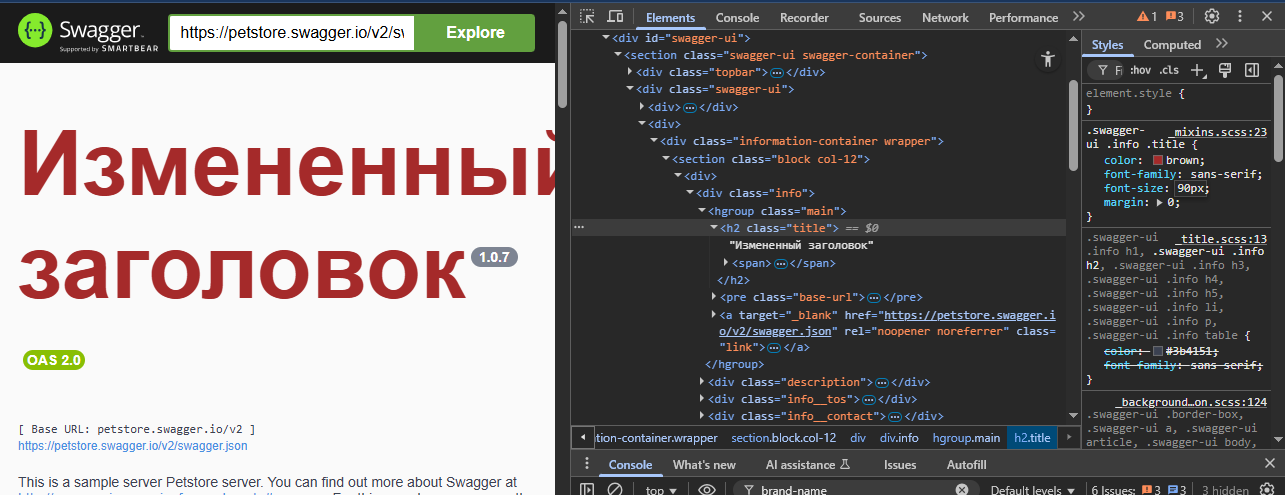 Swagger
Supported by SMARTBEAR
https://petstore.swagger.io/v2/sw
Explore
Измененный
заголовок
1.0.7
OAS 2.0
[ Base URL: petstore.swagger.io/v2 ]
https://petstore.swagger.io/v2/swagger.json
This is a sample server Petstore server. You can find out more about Swagger at
Elements Console Recorder Sources Network Performance 1 3
<div id="swagger-ui">
<section class="swagger-ui swagger-container">
<div class="topbar"> </div>
<div class="swagger-ui">
<div> </div>
<div>
<div class="information-container wrapper">
<section class="block col-12">
<div>
<div class="info">
<hgroup class="main">
<h2 class="title"> == $0
"Измененный заголовок"
<span> </span>
</h2>
<pre class="base-url"> </pre>
<a target="_blank" href="https://petstore.swagger.i
o/v2/swagger.json" rel="noopener noreferrer" class=
"link"> </a>
</hgroup>
<div class="description"> </div>
<div class="info__tos"> </div>
<div class="info__contact"> </div>
tion-container.wrapper section.block.col-12 div div.info hgroup.main h2.title
Styles Computed
F :hov .cls
element.style {
}
.swagger- _mixins.scss:23
ui .info .title {
color: brown;
font-family: sans-serif;
font-size: 90px;
margin: 0;
}
.swagger-ui _title.scss:13
.info h1, .swagger-ui .info
h2, .swagger-ui .info h3,
.swagger-ui .info h4,
.swagger-ui .info h5,
.swagger-ui .info li,
.swagger-ui .info p,
.swagger-ui .info table {
color: #3b4151;
font-family: sans-serif;
}
_background…on.scss:124
.swagger-ui .border-box,
.swagger-ui a, .swagger-ui
article, .swagger-ui body,
Console What's new AI assistance Issues Autofill
top brand-name Default levels 6 Issues: 3 3 3 hidden